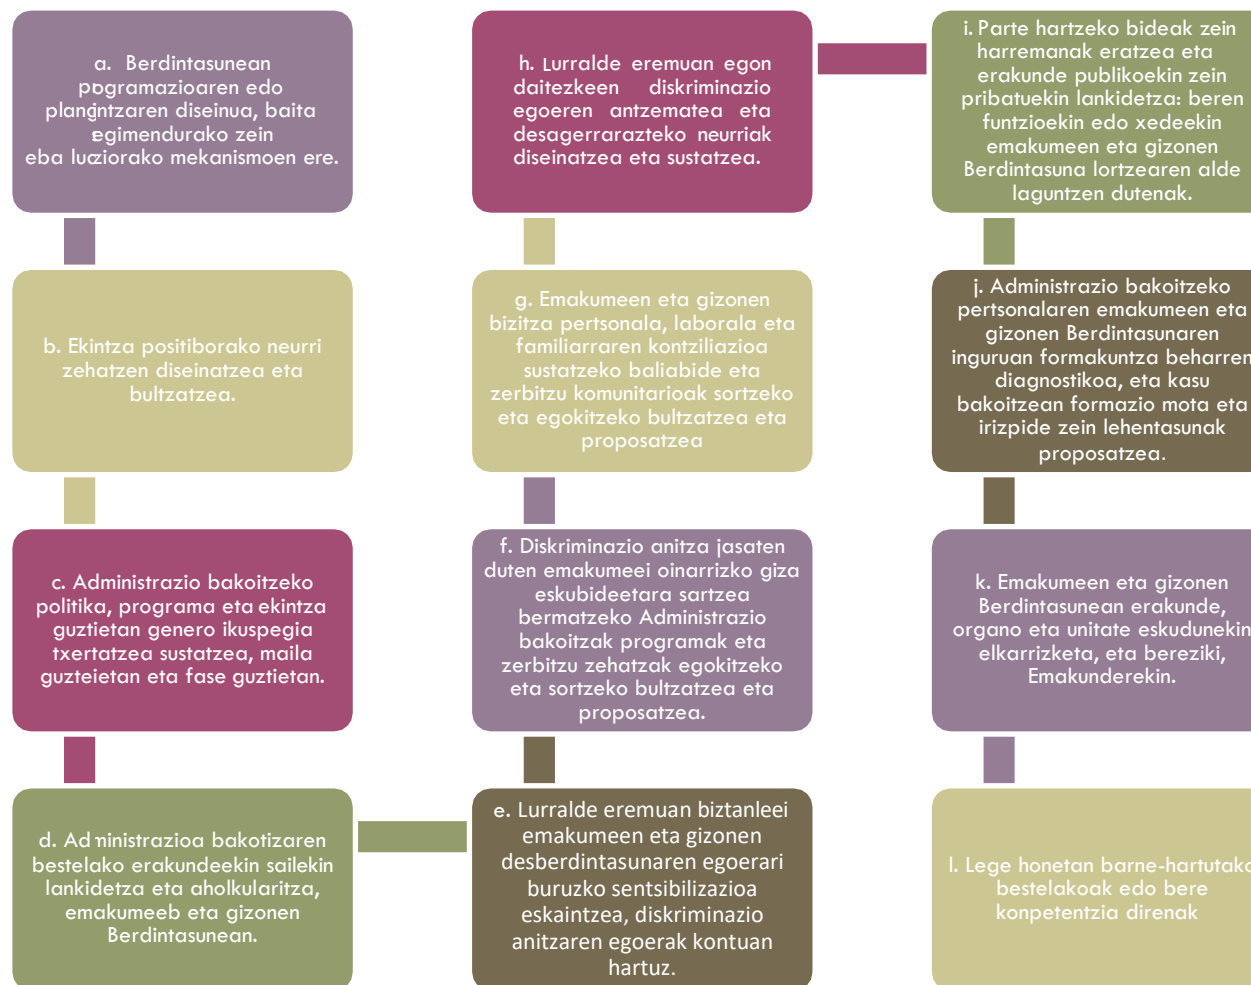 a. Berdintasunean
programazioaren edo
plangintzaren diseinua, baita
segimendurako zein
ebaluaziorako mekanismoen ere.
b. Ekintza positiborako neurri
zehatzen diseinatzea eta
bultzatzea.
c. Administrazio bakoitzeko
politika, programa eta ekintza
guztietan genero ikuspegia
txertatzea sustatzea, maila
guzteietan eta fase guztietan.
d. Administrazioa bakotizaren
bestelako erakundeekin sailekin
lankidetza eta aholkularitza,
emakumeeb eta gizonen
Berdintasunean.
e. Lurralde eremuan biztanleei
emakumeen eta gizonen
desberdintasunaren egoerari
buruzko sentsibilizazioa
eskaintzea, diskriminazio
anitzaren egoerak kontuan
hartuz.
f. Diskriminazio anitza jasaten
duten emakumeei oinarrizko giza
eskubideetara sartzea
bermatzeko Administrazio
bakoitzak programak eta
zerbitzu zehatzak egokitzeko
eta sortzeko bultzatzea eta
proposatzea.
g. Emakumeen eta gizonen
bizitza pertsonala, laborala eta
familiarraren kontziliazioa
sustatzeko baliabide eta
zerbitzu komunitarioak sortzeko
eta egokitzeko bultzatzea eta
proposatzea
h. Lurralde eremuan egon
daitezkeen diskriminazio
egoeren antzematea eta
desagerrarazteko neurriak
diseinatzea eta sustatzea.
i. Parte hartzeko bideak zein
harremanak eratzea eta
erakunde publikoekin zein
pribatuekin lankidetza: beren
funtzioekin edo xedeekin
emakumeen eta gizonen
Berdintasuna lortzearen alde
laguntzen dutenak.
j. Administrazio bakoitzeko
pertsonalaren emakumeen eta
gizonen Berdintasunaren
inguruan formakuntza beharren
diagnostikoa, eta kasu
bakoitzean formazio mota eta
irizpide zein lehentasunak
proposatzea.
k. Emakumeen eta gizonen
Berdintasunean erakunde,
organo eta unitate eskudunekin
elkarrizketa, eta bereziki,
Emakunderekin.
l. Lege honetan barne-hartutako
bestelakoak edo bere
konpetentzia direnak